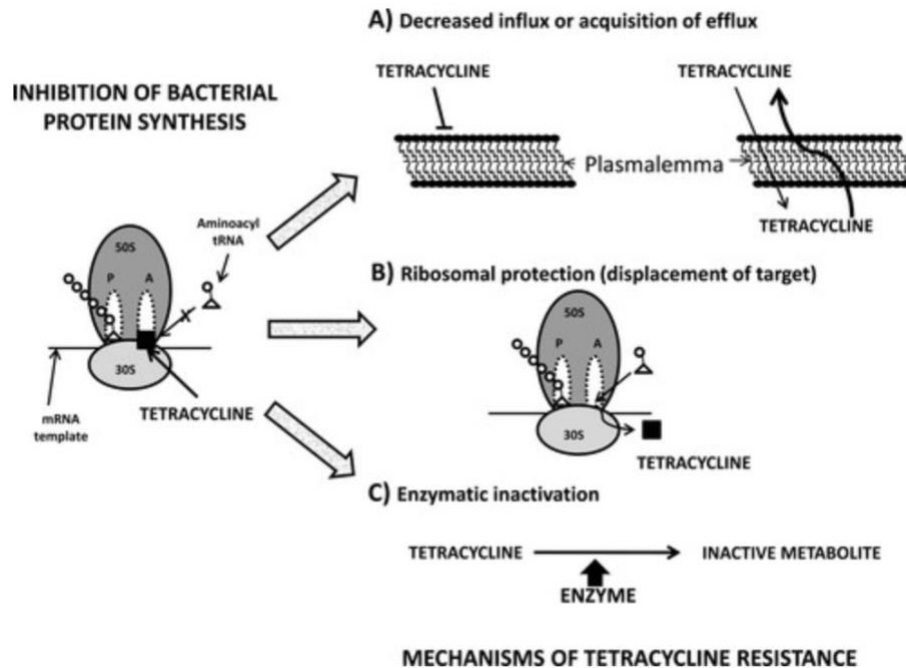 A) Decreased influx or acquisition of efflux
TETRACYCLINE
TETRACYCLINE
INHIBITION OF BACTERIAL
PROTEIN SYNTHESIS
Plasmalemma
TETRACYCLINE
Aminoacyl
tRNA
50S
P A
30S
mRNA
template
TETRACYCLINE
X
B) Ribosomal protection (displacement of target)
50S
P A
30S
TETRACYCLINE
C) Enzymatic inactivation
TETRACYCLINE
INACTIVE METABOLITE
ENZYME
MECHANISMS OF TETRACYCLINE RESISTANCE